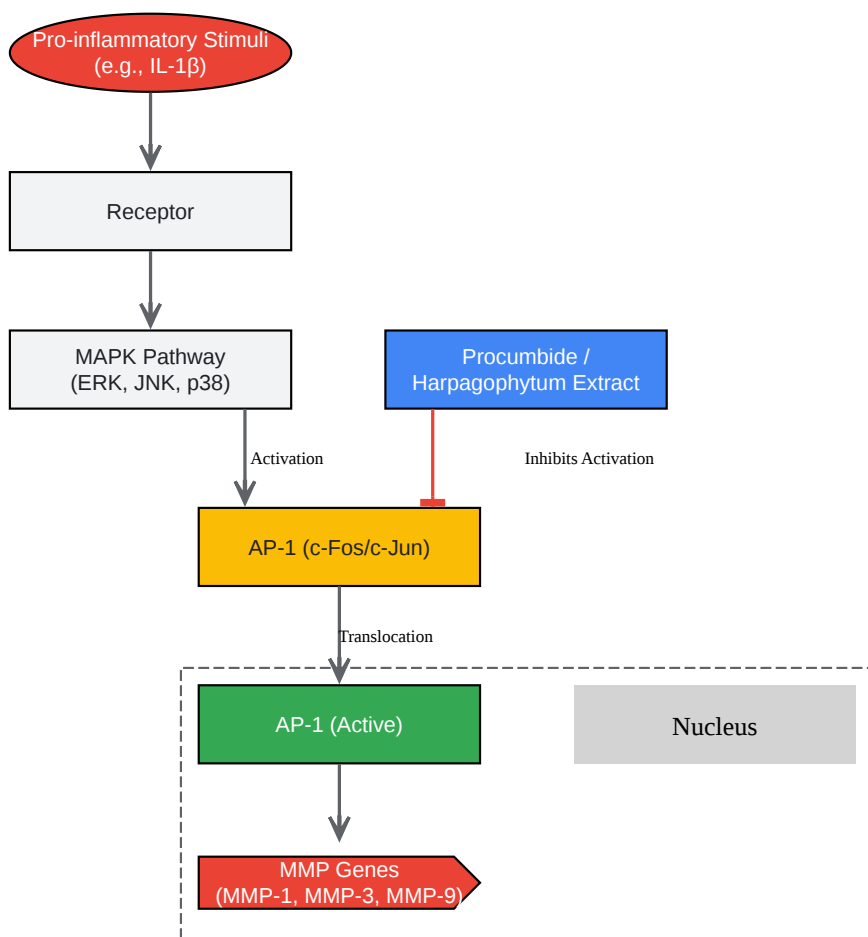 Pro-inflammatory Stimuli
(e.g., IL-1β)
Receptor
MAPK Pathway
(ERK, JNK, p38)
Procumbide /
Harpagophytum Extract
Activation
Inhibits Activation
AP-1 (c-Fos/c-Jun)
Translocation
AP-1 (Active)
Nucleus
MMP Genes
(MMP-1, MMP-3, MMP-9)